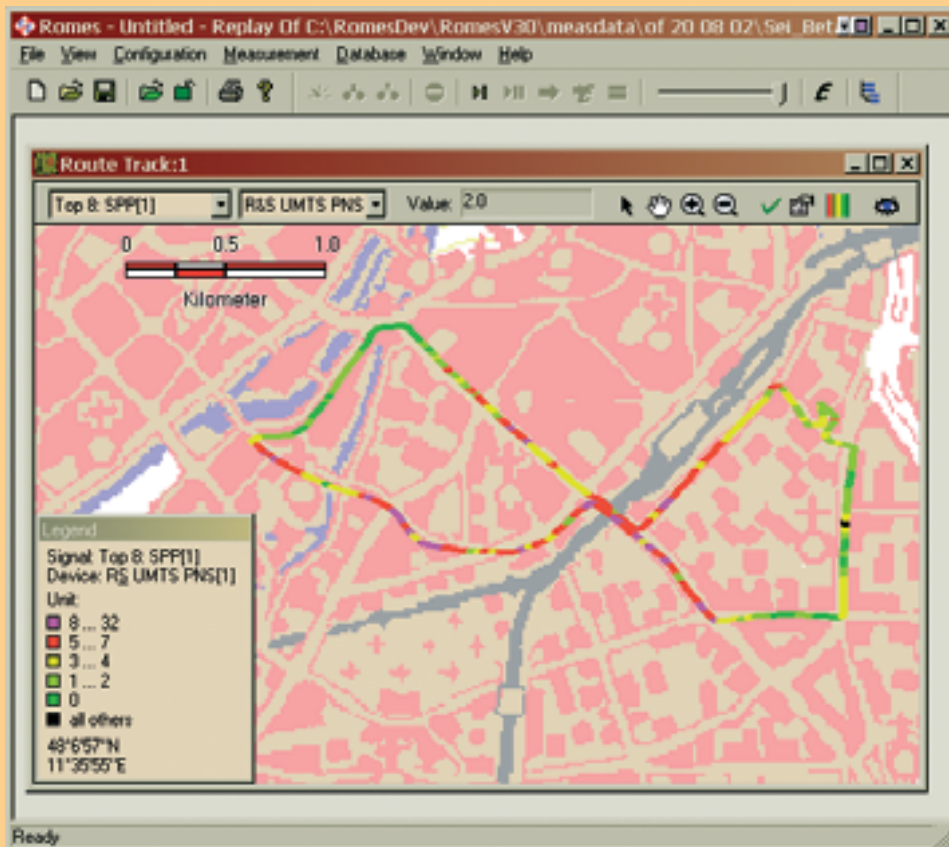 Romes - Untitled - Replay Of C:\RomesDev\RomesV30\measdata\of 20 08 02\Sei_Bet
File View Configuration Measurement Database Window Help
Route Track:1
Top 8: SPP[1] R&S UMTS PNS Value: 2.0
0 0.5 1.0
Kilometer
Legend
Signal: Top 8: SPP[1]
Device: RS UMTS PNS[1]
Unit:
8 ... 32
5 ... 7
3 ... 4
1 ... 2
0
all others
48°6'57"N
11°35'55"E
Ready